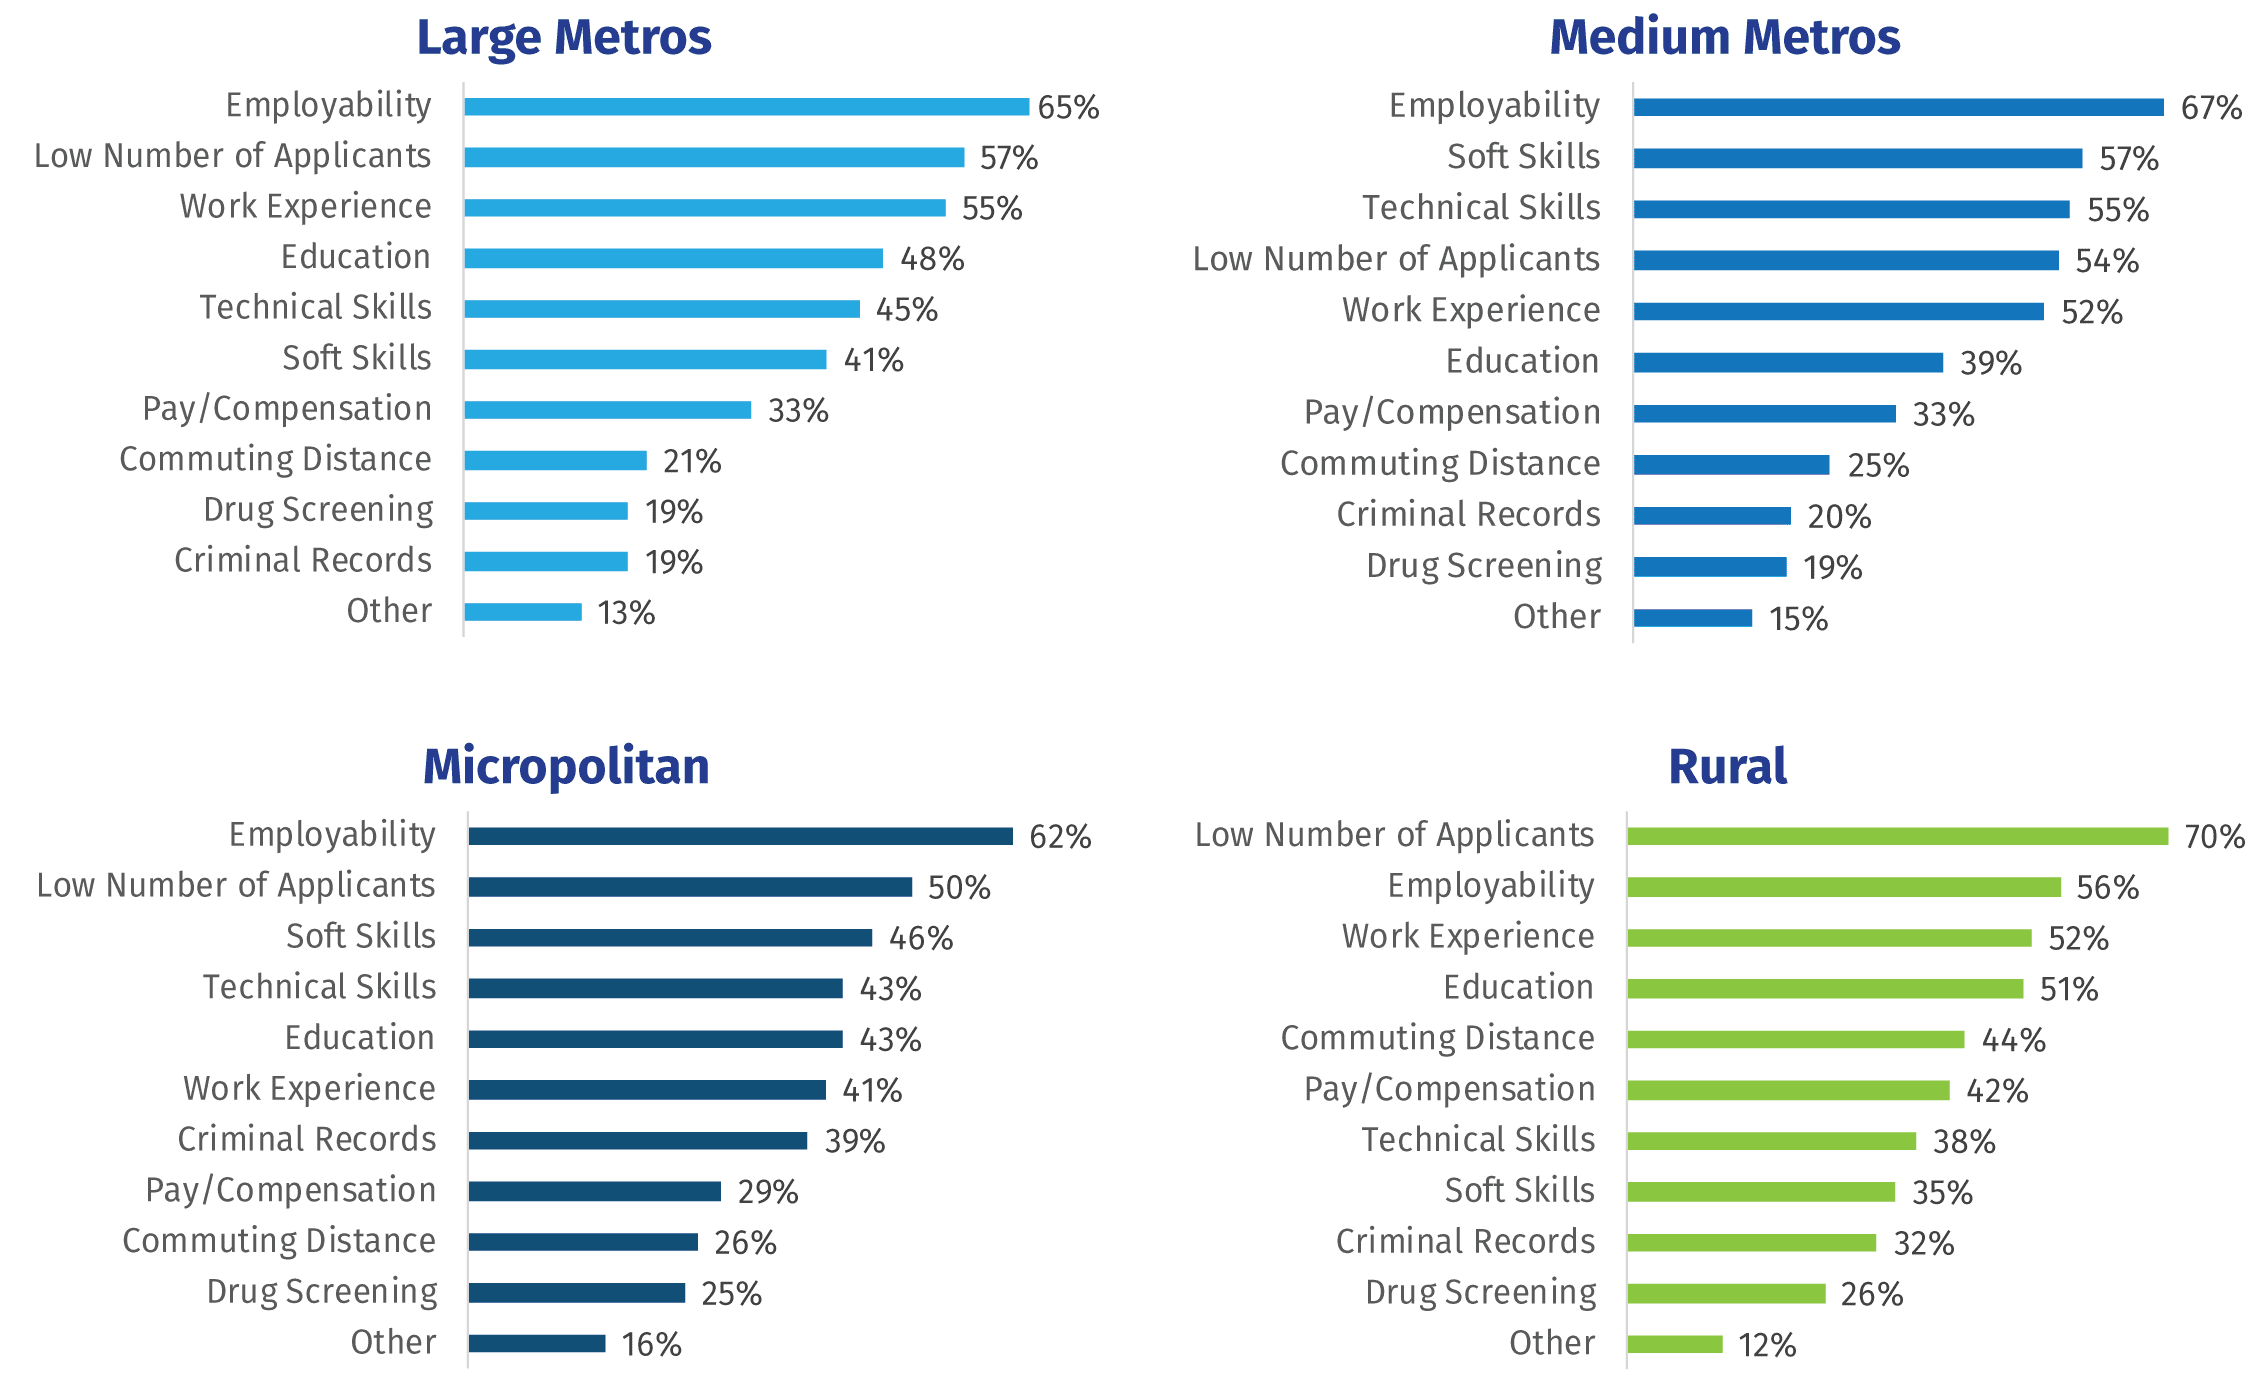 Large Metros
Employability 65%
Low Number of Applicants 57%
Work Experience 55%
Education 48%
Technical Skills 45%
Soft Skills 41%
Pay/Compensation 33%
Commuting Distance 21%
Drug Screening 19%
Criminal Records 19%
Other 13%
Medium Metros
Employability 67%
Soft Skills 57%
Technical Skills 55%
Low Number of Applicants 54%
Work Experience 52%
Education 39%
Pay/Compensation 33%
Commuting Distance 25%
Criminal Records 20%
Drug Screening 19%
Other 15%
Micropolitan
Employability 62%
Low Number of Applicants 50%
Soft Skills 46%
Technical Skills 43%
Education 43%
Work Experience 41%
Criminal Records 39%
Pay/Compensation 29%
Commuting Distance 26%
Drug Screening 25%
Other 16%
Rural
Low Number of Applicants 70%
Employability 56%
Work Experience 52%
Education 51%
Commuting Distance 44%
Pay/Compensation 42%
Technical Skills 38%
Soft Skills 35%
Criminal Records 32%
Drug Screening 26%
Other 12%